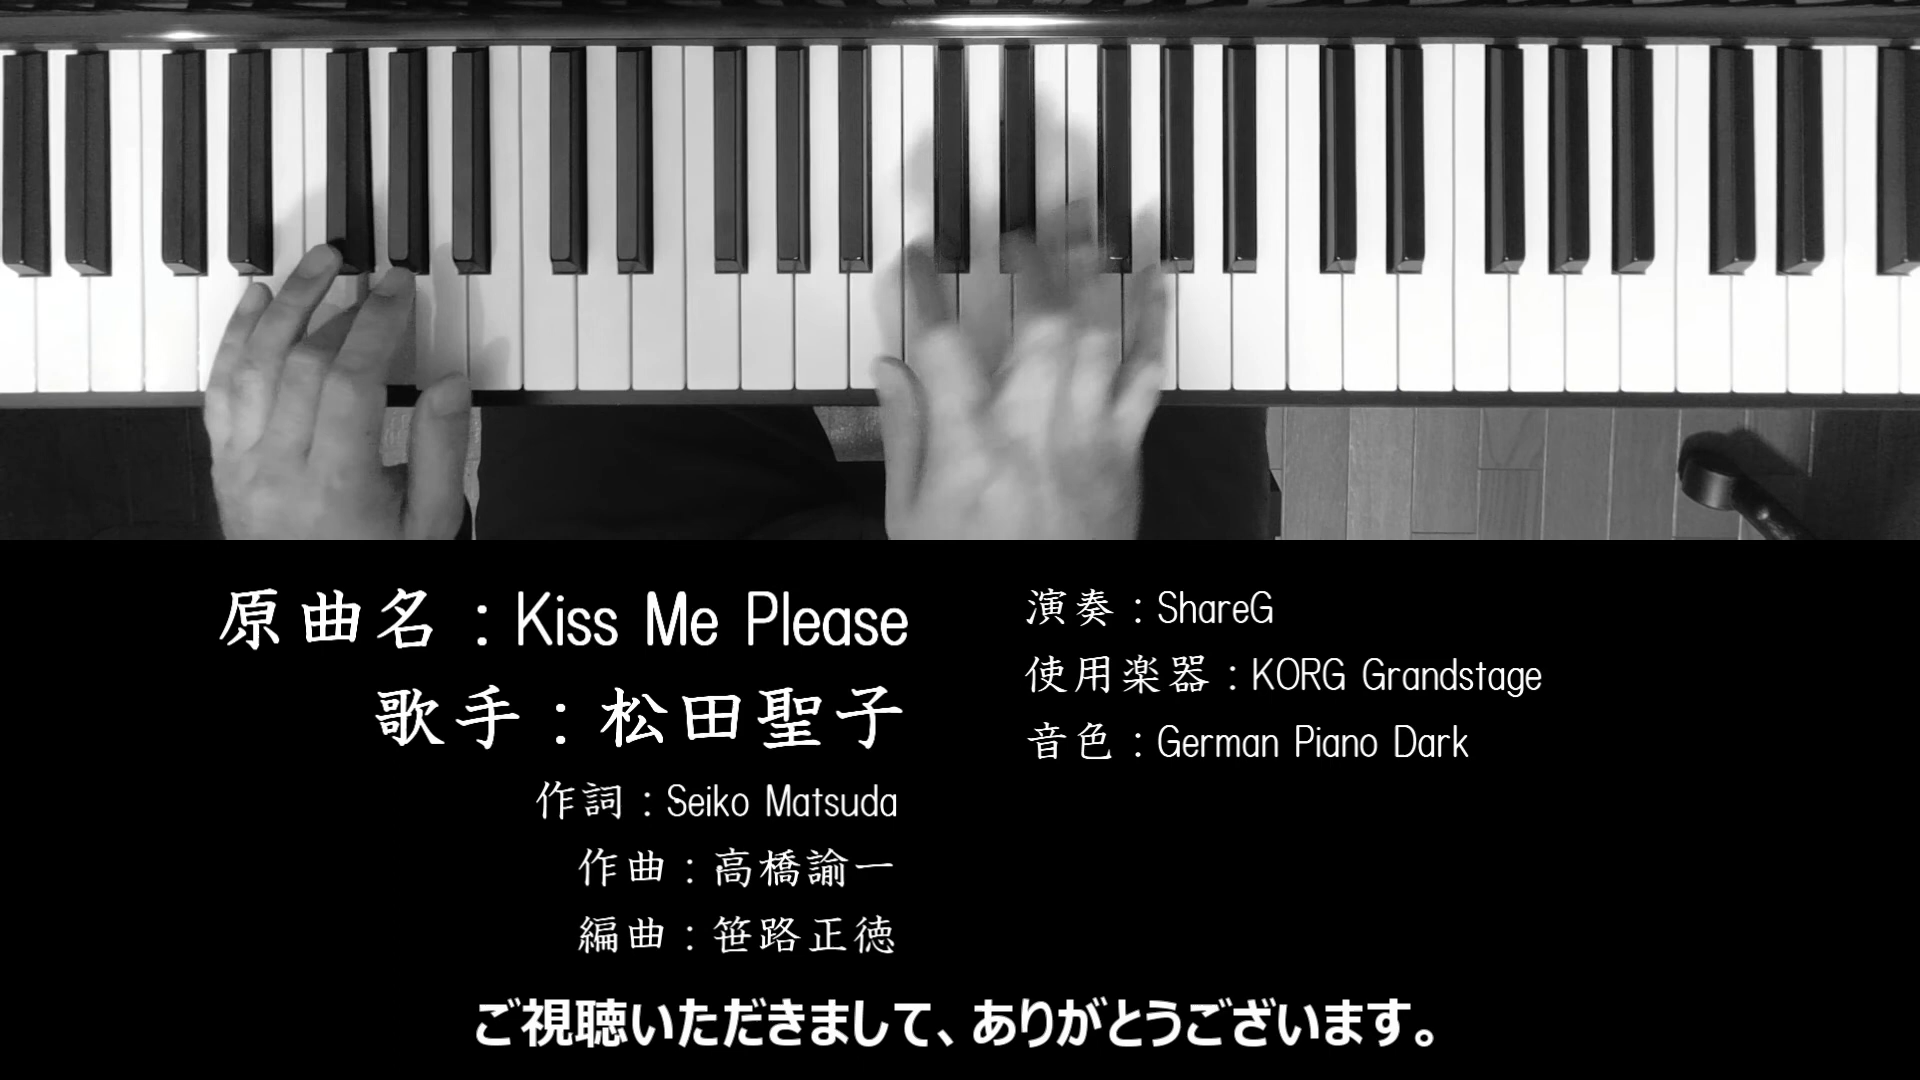 原曲名：Kiss Me Please
歌手：松田聖子
作詞：Seiko Matsuda
作曲：高橋諭一
編曲：笹路正徳
演奏：ShareG
使用楽器：KORG Grandstage
音色：German Piano Dark
ご視聴いただきまして、ありがとうございます。